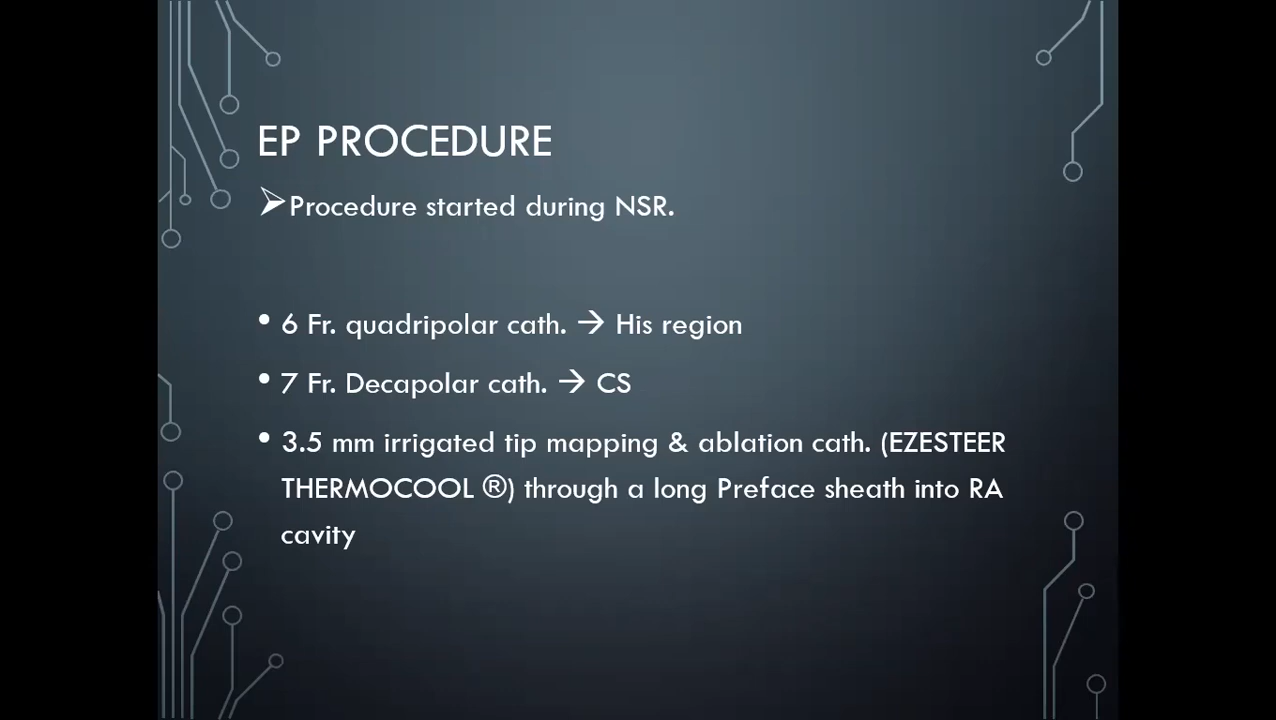 EP PROCEDURE
➢Procedure started during NSR.
• 6 Fr. quadripolar cath. → His region
• 7 Fr. Decapolar cath. → CS
• 3.5 mm irrigated tip mapping & ablation cath. (EZESTEER
THERMOCOOL ®) through a long Preface sheath into RA
cavity